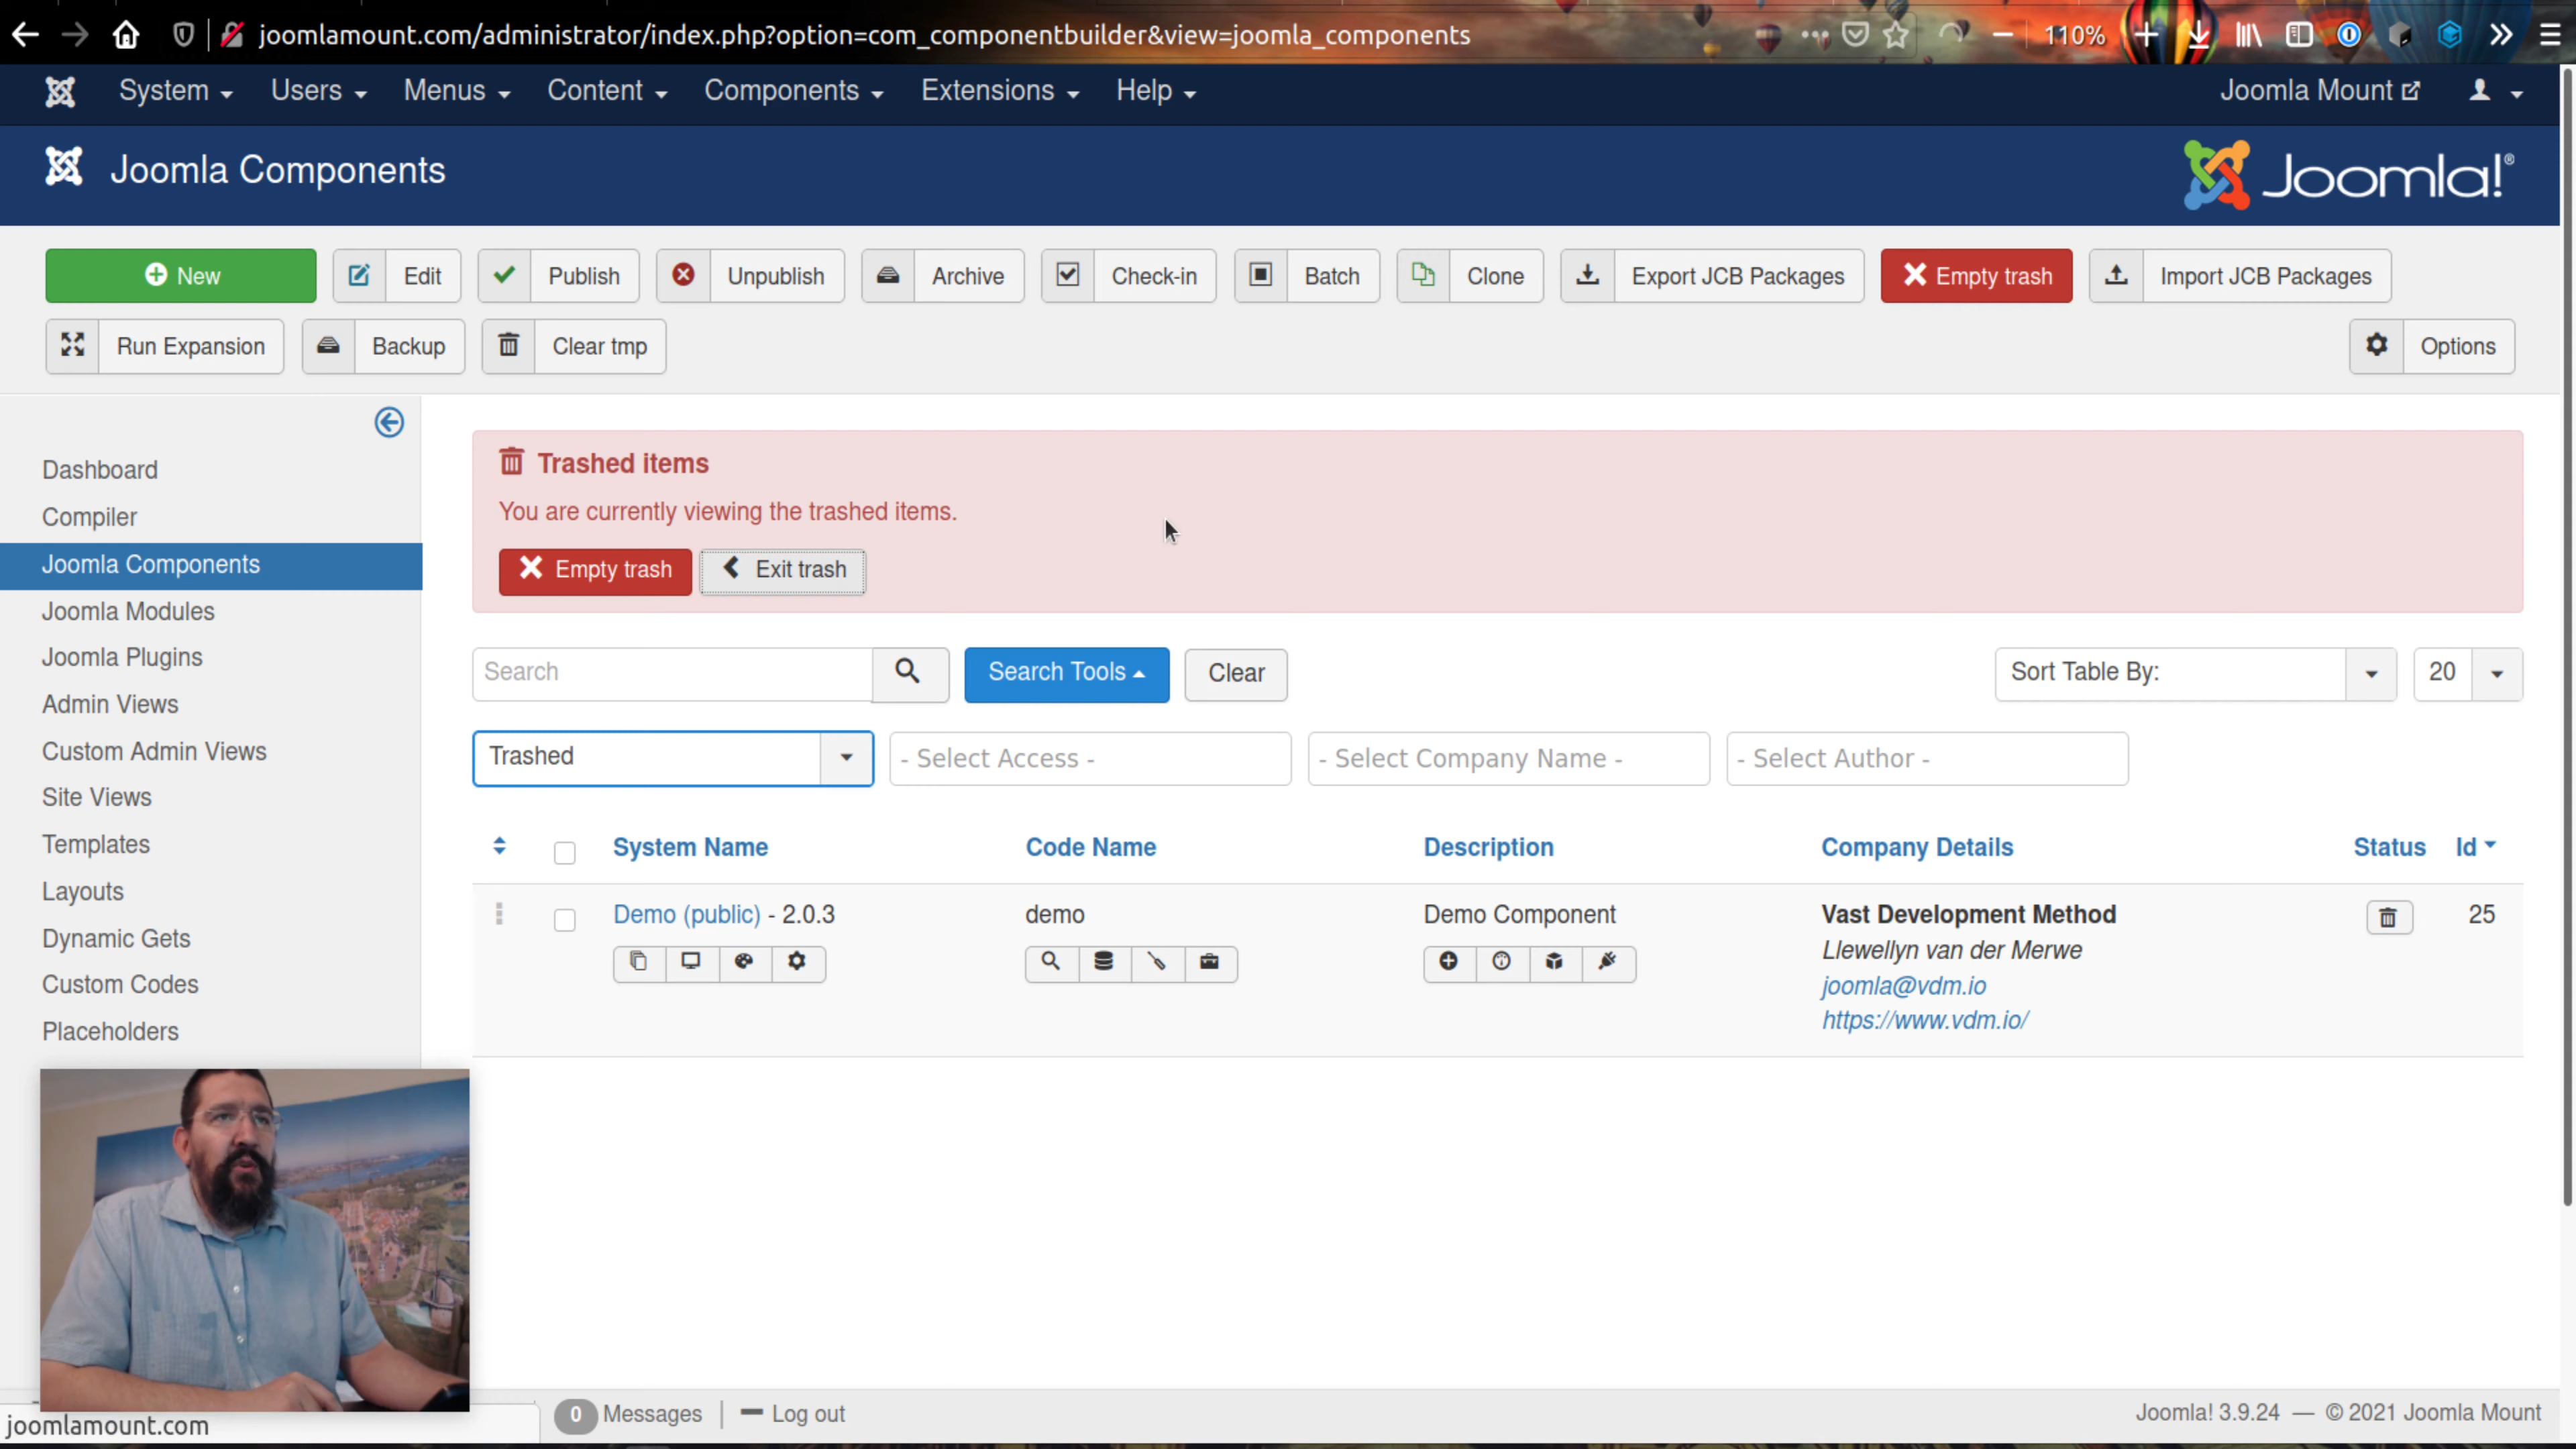 joomlamount.com/administrator/index.php?option=com_componentbuilder&view=joomla_components
110%
System Users Menus Content Components Extensions Help Joomla Mount
Joomla Components
Joomla!®
New Edit Publish Unpublish Archive Check-in Batch Clone Export JCB Packages Empty trash Import JCB Packages
Run Expansion Backup Clear tmp Options
Dashboard
Compiler
Joomla Components
Joomla Modules
Joomla Plugins
Admin Views
Custom Admin Views
Site Views
Templates
Layouts
Dynamic Gets
Custom Codes
Placeholders
Trashed items
You are currently viewing the trashed items.
Empty trash Exit trash
Search Search Tools Clear Sort Table By: 20
Trashed - Select Access - - Select Company Name - - Select Author -
System Name Code Name Description Company Details Status Id
Demo (public) - 2.0.3 demo Demo Component Vast Development Method 25
Llewellyn van der Merwe
joomla@vdm.io
https://www.vdm.io/
0 Messages Log out Joomla! 3.9.24 — © 2021 Joomla Mount
joomlamount.com